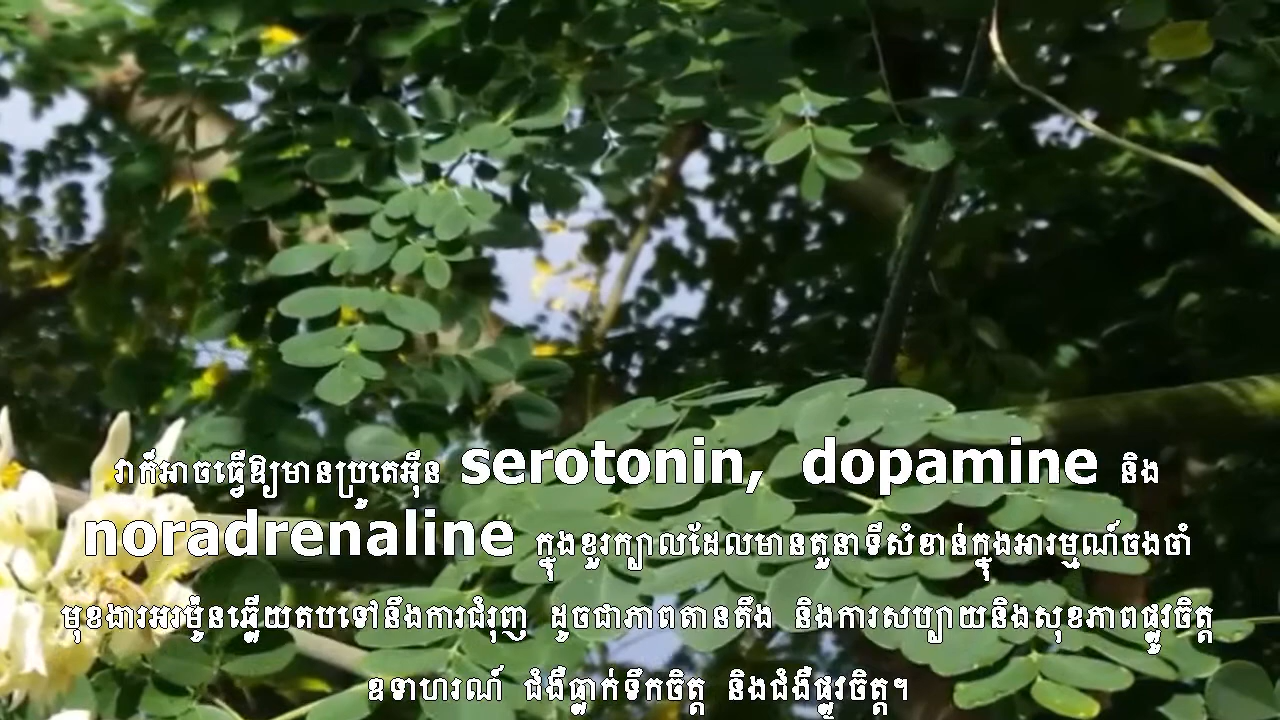 វាក៏អាចធ្វើឱ្យមានប្រូតេអ៊ីន serotonin, dopamine និង
noradrenaline ក្នុងខួរក្បាលដែលមានតួនាទីសំខាន់ក្នុងអារម្មណ៍ចងចាំ
មុខងារអរម៉ូនឆ្លើយតបទៅនឹងការជំរុញ ដូចជាភាពតានតឹង និងការសប្បាយនិងសុខភាពផ្លូវចិត្ត
ឧទាហរណ៍ ជំងឺធ្លាក់ទឹកចិត្ត និងជំងឺផ្លូវចិត្ត។